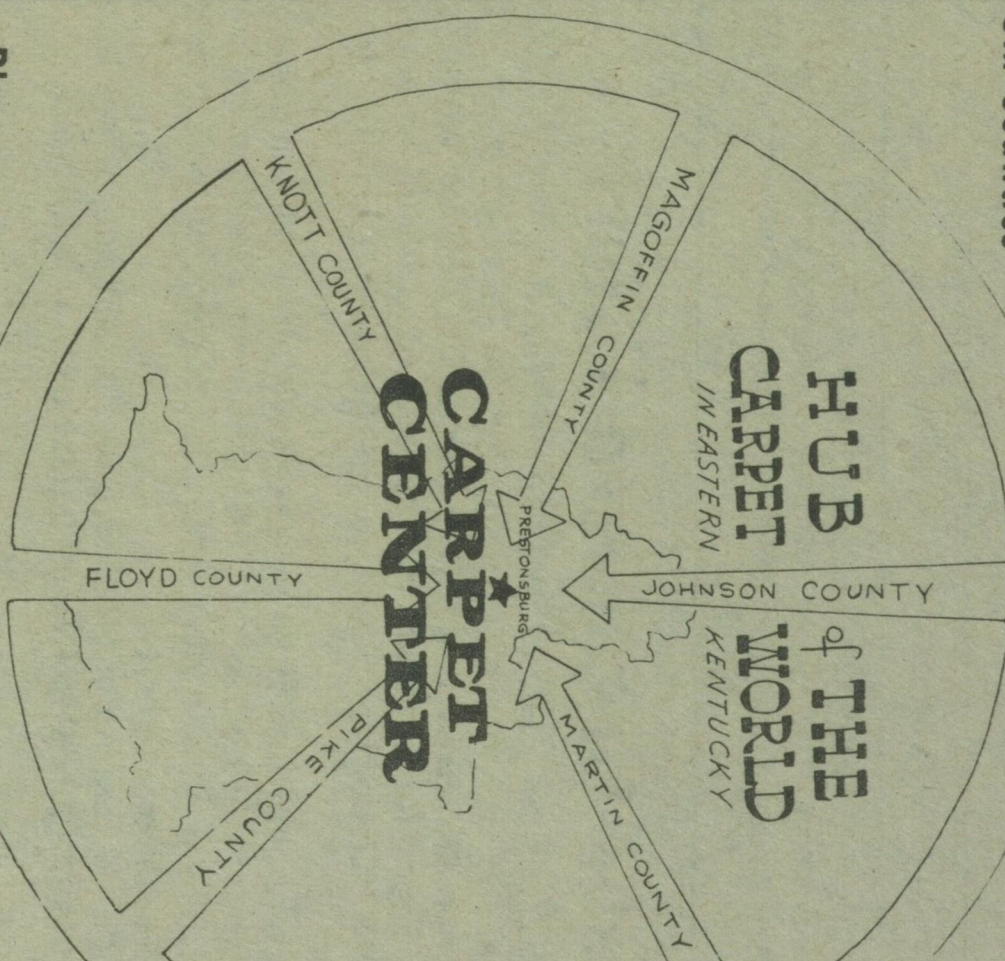 HUB of THE
CARPET WORLD
IN EASTERN KENTUCKY
JOHNSON COUNTY
MAGOFFIN COUNTY
MARTIN COUNTY
PRESTONSBURG
CARPET
CENTER
KNOTT COUNTY
PIKE COUNTY
FLOYD COUNTY